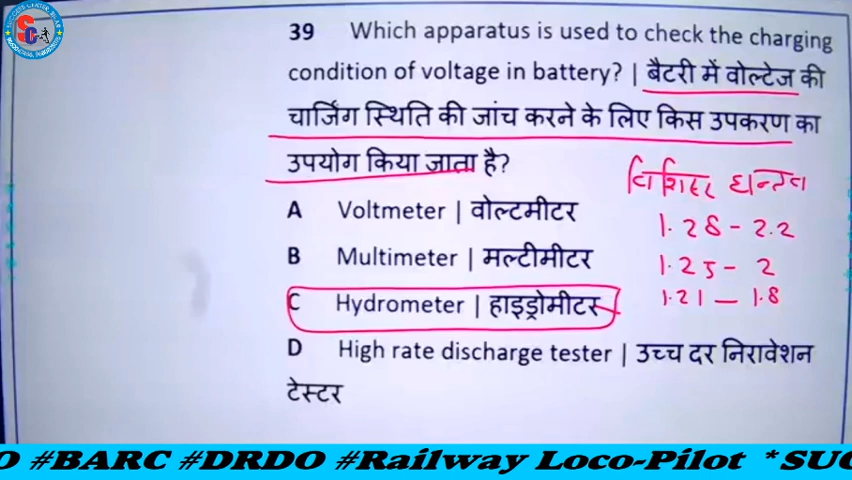 39 Which apparatus is used to check the charging
condition of voltage in battery? | बैटरी में वोल्टेज की
चार्जिंग स्थिति की जांच करने के लिए किस उपकरण का
उपयोग किया जाता है?
A Voltmeter | वोल्टमीटर
B Multimeter | मल्टीमीटर
C Hydrometer | हाइड्रोमीटर
D High rate discharge tester | उच्च दर निरावेशन
टेस्टर
1.28 - 2.2
1.25 - 2
1.21 — 1.8
O #BARC #DRDO #Railway Loco-Pilot *SUC